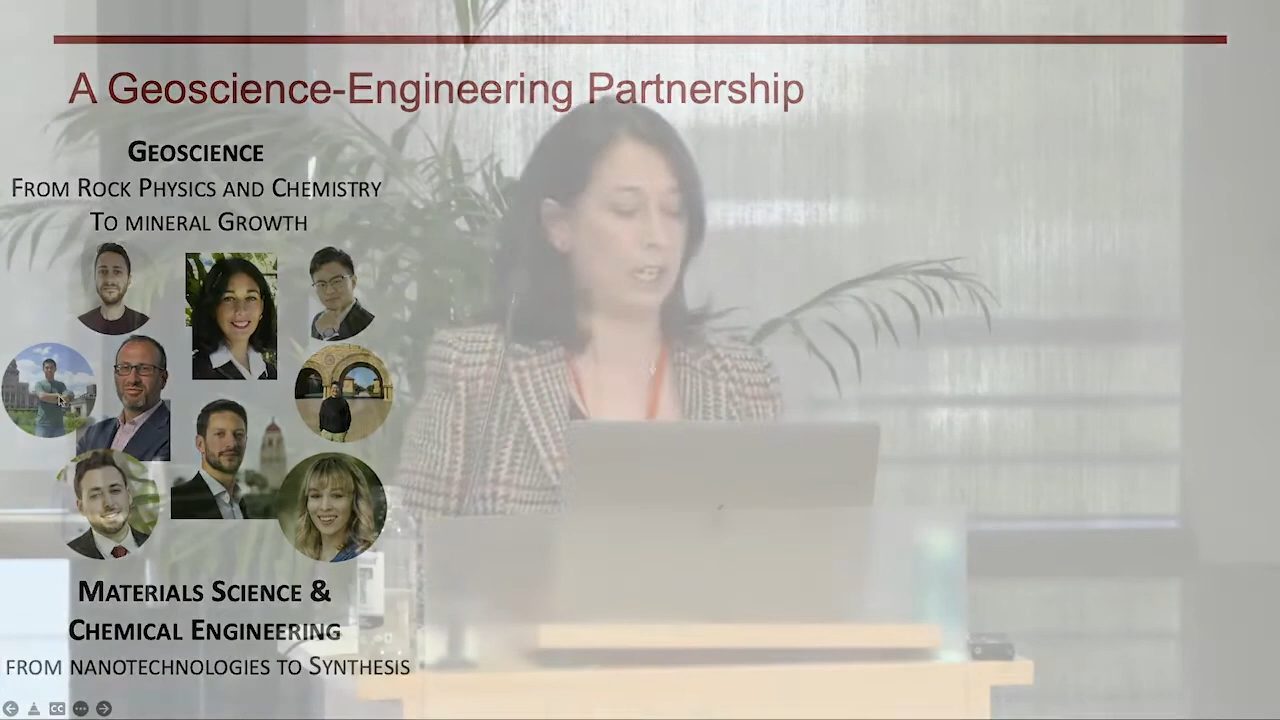 A Geoscience-Engineering Partnership
GEOSCIENCE
FROM ROCK PHYSICS AND CHEMISTRY
TO MINERAL GROWTH
MATERIALS SCIENCE &
CHEMICAL ENGINEERING
FROM NANOTECHNOLOGIES TO SYNTHESIS
CC